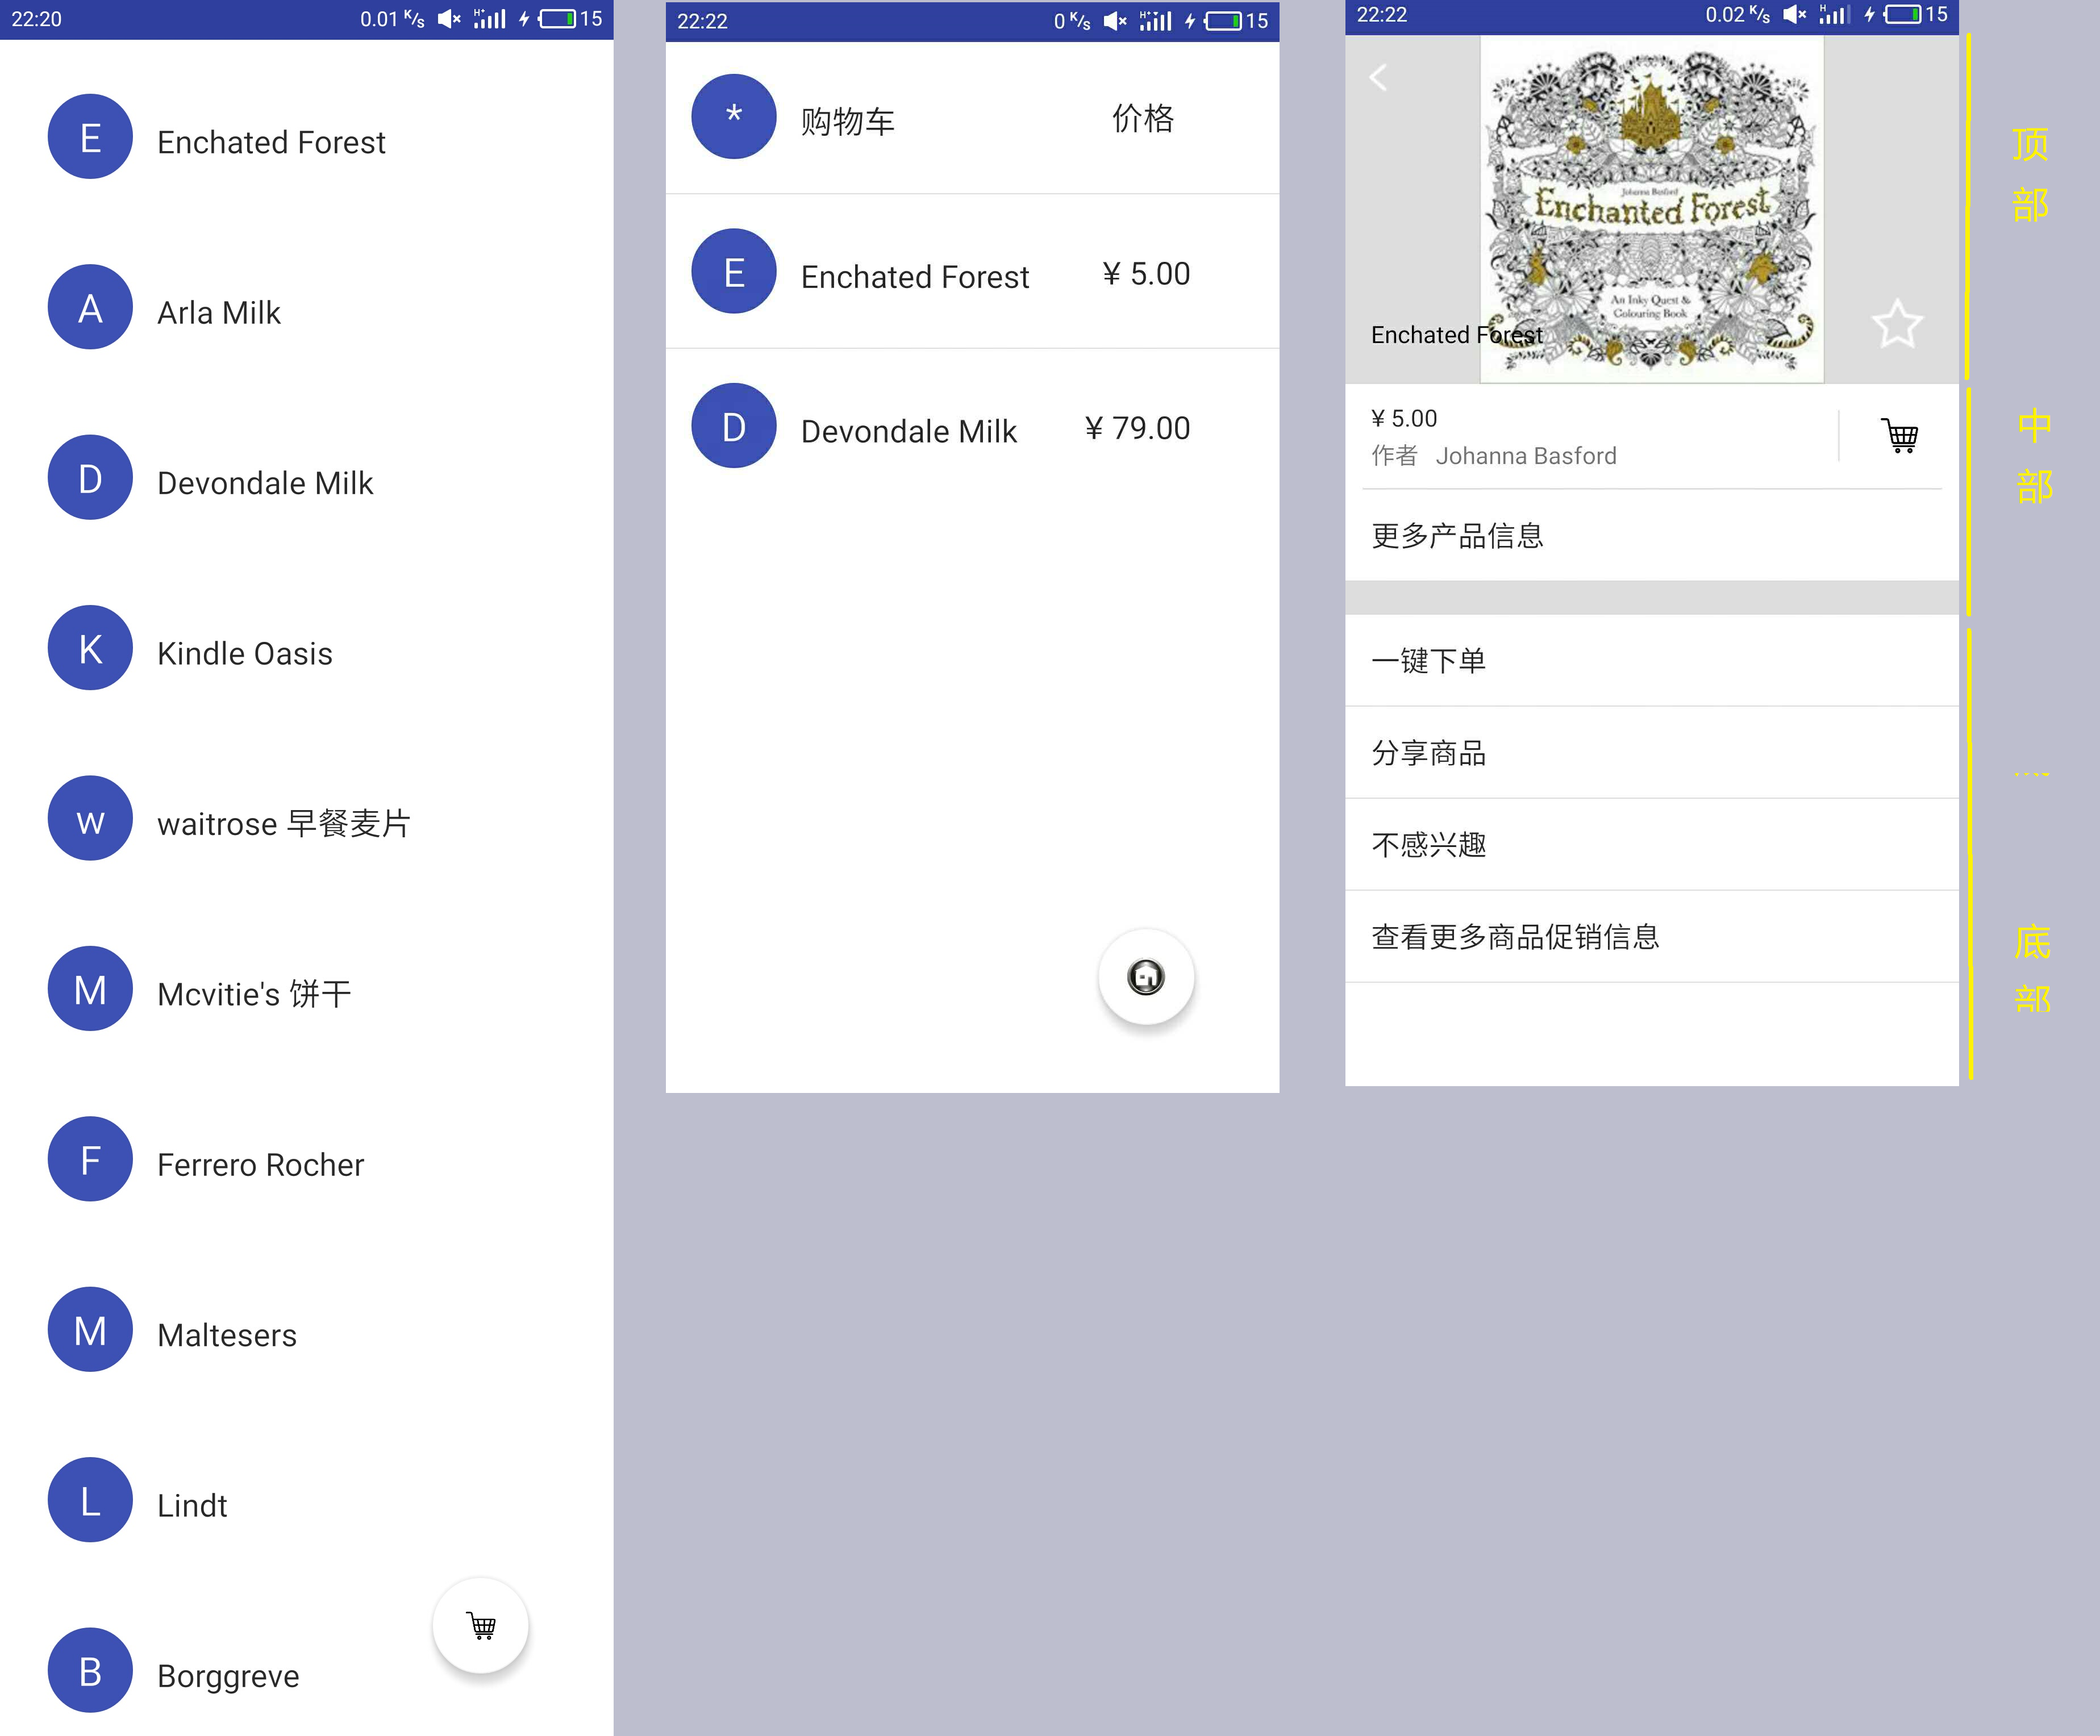 22:20 0.01 K/s H+ 15
E Enchated Forest
A Arla Milk
D Devondale Milk
K Kindle Oasis
w waitrose 早餐麦片
M Mcvitie's 饼干
F Ferrero Rocher
M Maltesers
L Lindt
B Borggreve
22:22 0 K/s H+ 15
* 购物车 价格
E Enchated Forest ¥ 5.00
D Devondale Milk ¥ 79.00
22:22 0.02 K/s H 15
Johanna Basford
Enchanted Forest
An Inky Quest &
Colouring Book
Enchated Forest
¥ 5.00
作者 Johanna Basford
更多产品信息
一键下单
分享商品
不感兴趣
查看更多商品促销信息
顶
部
中
部
底
部